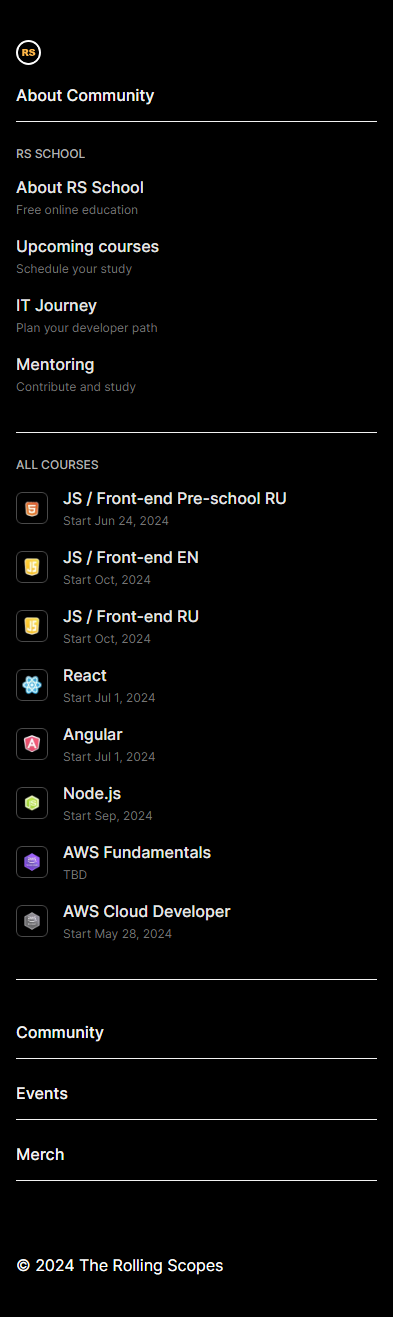 RS
About Community
RS SCHOOL
About RS School
Free online education
Upcoming courses
Schedule your study
IT Journey
Plan your developer path
Mentoring
Contribute and study
ALL COURSES
JS / Front-end Pre-school RU
Start Jun 24, 2024
JS
JS / Front-end EN
Start Oct, 2024
JS
JS / Front-end RU
Start Oct, 2024
React
Start Jul 1, 2024
Angular
Start Jul 1, 2024
Node.js
Start Sep, 2024
AWS Fundamentals
TBD
AWS Cloud Developer
Start May 28, 2024
Community
Events
Merch
© 2024 The Rolling Scopes